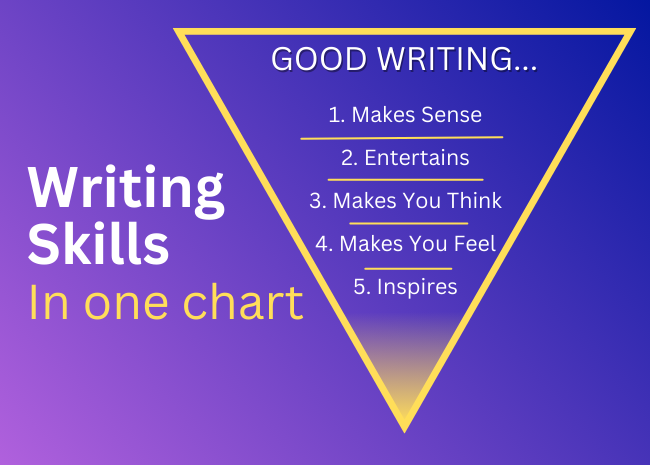 Writing
Skills
In one chart
GOOD WRITING...
1. Makes Sense
2. Entertains
3. Makes You Think
4. Makes You Feel
5. Inspires